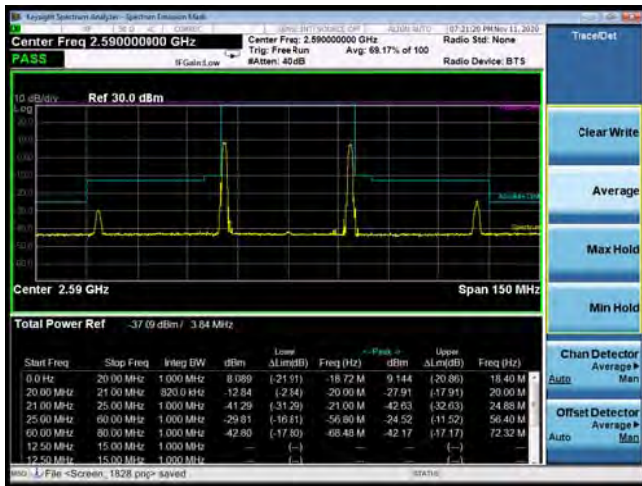 Keysight Spectrum Analyzer - Spectrum Emission Mask
Center Freq 2.590000000 GHz
PASS
IFGain:Low
Center Freq: 2.590000000 GHz
Trig: Free Run Avg: 69.17% of 100
#Atten: 40dB
07:21:20 PM Nov 11, 2020
Radio Std: None
Radio Device: BTS
Trace/Det
10 dB/div Ref 30.0 dBm
Log
Spectrum
Center 2.59 GHz Span 150 MHz
Clear Write
Average
Max Hold
Min Hold
Chan Detector
Average
Auto Man
Offset Detector
Average
Auto Man
Total Power Ref -37.09 dBm / 3.84 MHz
Lower <-Peak-> Upper
Start Freq Stop Freq Integ BW dBm ΔLim(dB) Freq (Hz) dBm ΔLim(dB) Freq (Hz)
0.0 Hz 20.00 MHz 1.000 MHz 8.089 (-21.91) -18.72 M 9.144 (20.86) 18.40 M
20.00 MHz 21.00 MHz 820.0 kHz -12.84 (-2.84) -20.00 M -27.91 (-17.91) 20.00 M
21.00 MHz 25.00 MHz 1.000 MHz -41.29 (-31.29) -21.00 M -42.63 (-32.63) 24.88 M
25.00 MHz 60.00 MHz 1.000 MHz -29.81 (-16.81) -56.80 M -24.52 (-11.52) 56.40 M
60.00 MHz 80.00 MHz 1.000 MHz -42.80 (-17.80) -68.48 M -42.17 (-17.17) 72.32 M
12.50 MHz 15.00 MHz 1.000 MHz --- (---) --- --- (---) ---
12.50 MHz 15.00 MHz 1.000 MHz --- (---) --- --- (---) ---
MSG File <Screen_1828.png> saved STATUS